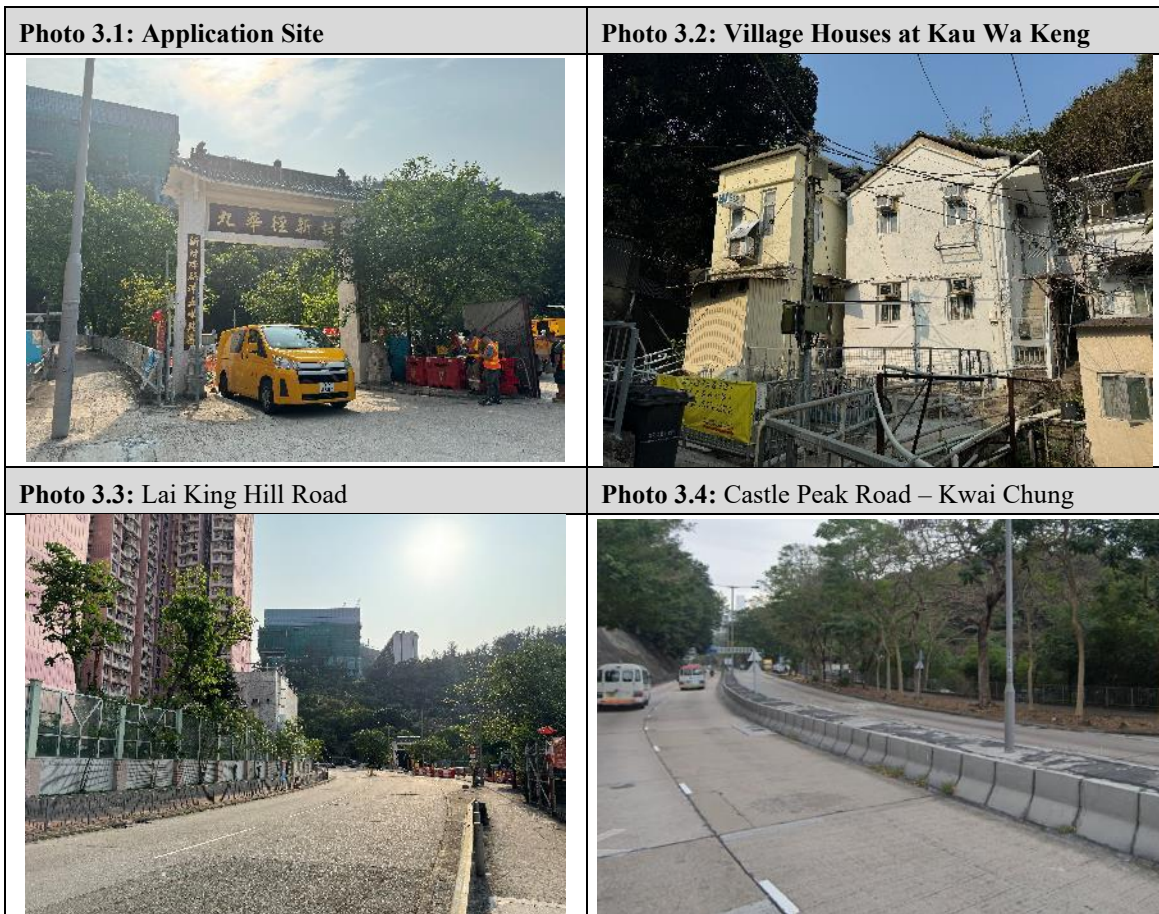 Photo 3.1: Application Site
Photo 3.2: Village Houses at Kau Wa Keng
九華徑新村
Photo 3.3: Lai King Hill Road
Photo 3.4: Castle Peak Road – Kwai Chung